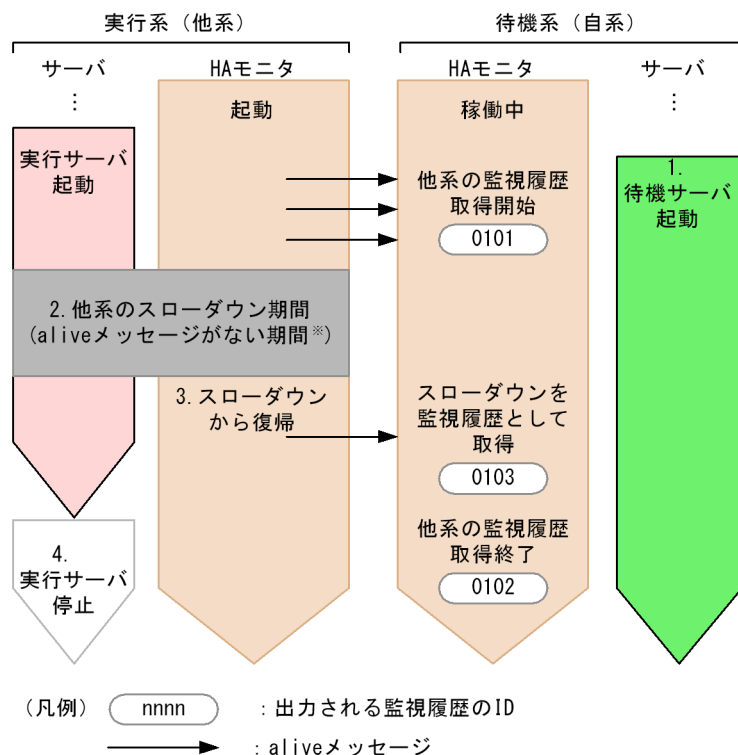 実行系（他系）
待機系（自系）
サーバ
HAモニタ
HAモニタ
サーバ
…
…
起動
稼働中
実行サーバ
起動
1.
待機サーバ
起動
他系の監視履歴
取得開始
0101
2.他系のスローダウン期間
(aliveメッセージがない期間※)
3.スローダウン
から復帰
スローダウンを
監視履歴として
取得
0103
4.
実行サーバ
停止
他系の監視履歴
取得終了
0102
（凡例） nnnn ：出力される監視履歴のID
：aliveメッセージ